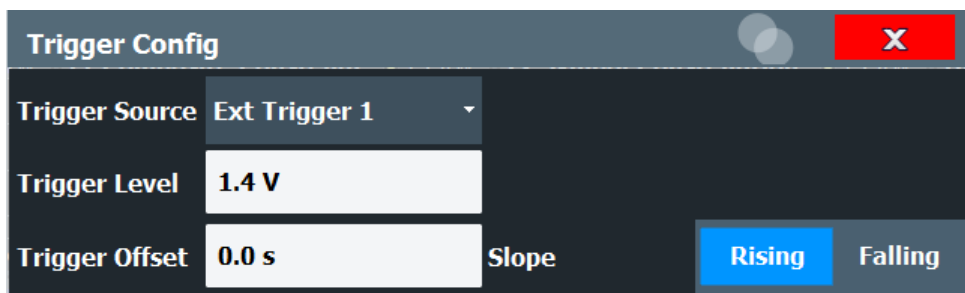 Trigger Config X
Trigger Source Ext Trigger 1
Trigger Level 1.4 V
Trigger Offset 0.0 s Slope Rising Falling